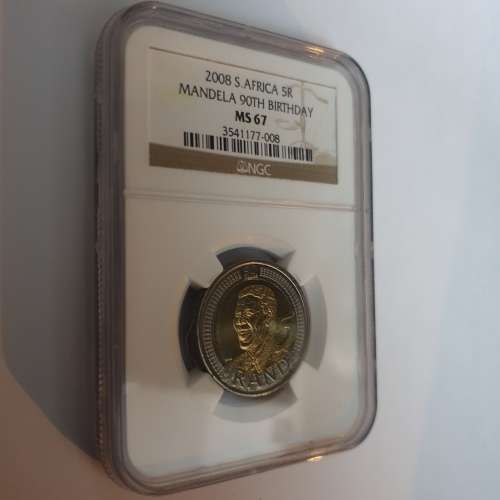 2008 S. AFRICA 5R
MANDELA 90TH BIRTHDAY
MS 67
3541177-008
NGC
RAND